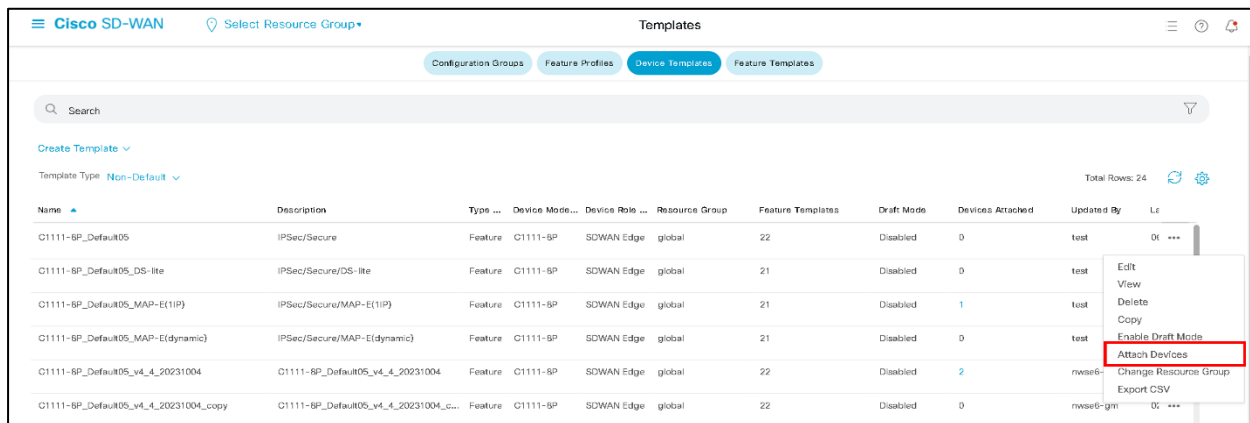 Cisco SD-WAN Select Resource Group Templates
Configuration Groups Feature Profiles Device Templates Feature Templates
Search
Create Template
Template Type Non-Default Total Rows: 24
Name Description Type ... Device Mode... Device Role ... Resource Group Feature Templates Draft Mode Devices Attached Updated By La
C1111-8P_Default05 IPSec/Secure Feature C1111-8P SDWAN Edge global 22 Disabled 0 test 06 •••
C1111-8P_Default05_DS-lite IPSec/Secure/DS-lite Feature C1111-8P SDWAN Edge global 21 Disabled 0 test
C1111-8P_Default05_MAP-E(1IP} IPSec/Secure/MAP-E(1IP} Feature C1111-8P SDWAN Edge global 21 Disabled 1 test
C1111-8P_Default05_MAP-E(dynamic} IPSec/Secure/MAP-E(dynamic} Feature C1111-8P SDWAN Edge global 21 Disabled 0 test
C1111-8P_Default05_v4_4_20231004 C1111-8P_Default05_v4_4_20231004 Feature C1111-8P SDWAN Edge global 22 Disabled 2 nwse6-
C1111-8P_Default05_v4_4_20231004_copy C1111-8P_Default05_v4_4_20231004_c... Feature C1111-8P SDWAN Edge global 22 Disabled 0 nwse6-gm 02 •••
Edit
View
Delete
Copy
Enable Draft Mode
Attach Devices
Change Resource Group
Export CSV